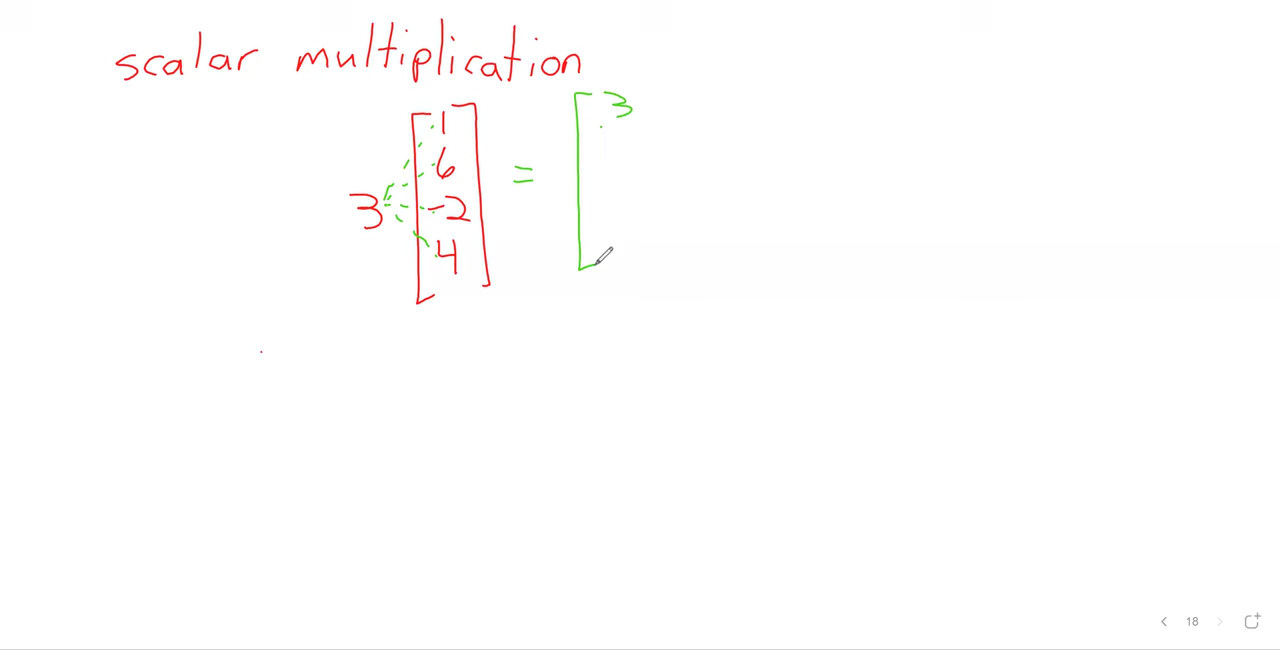 scalar multiplication
3 [1 6 -2 4] = [3
18